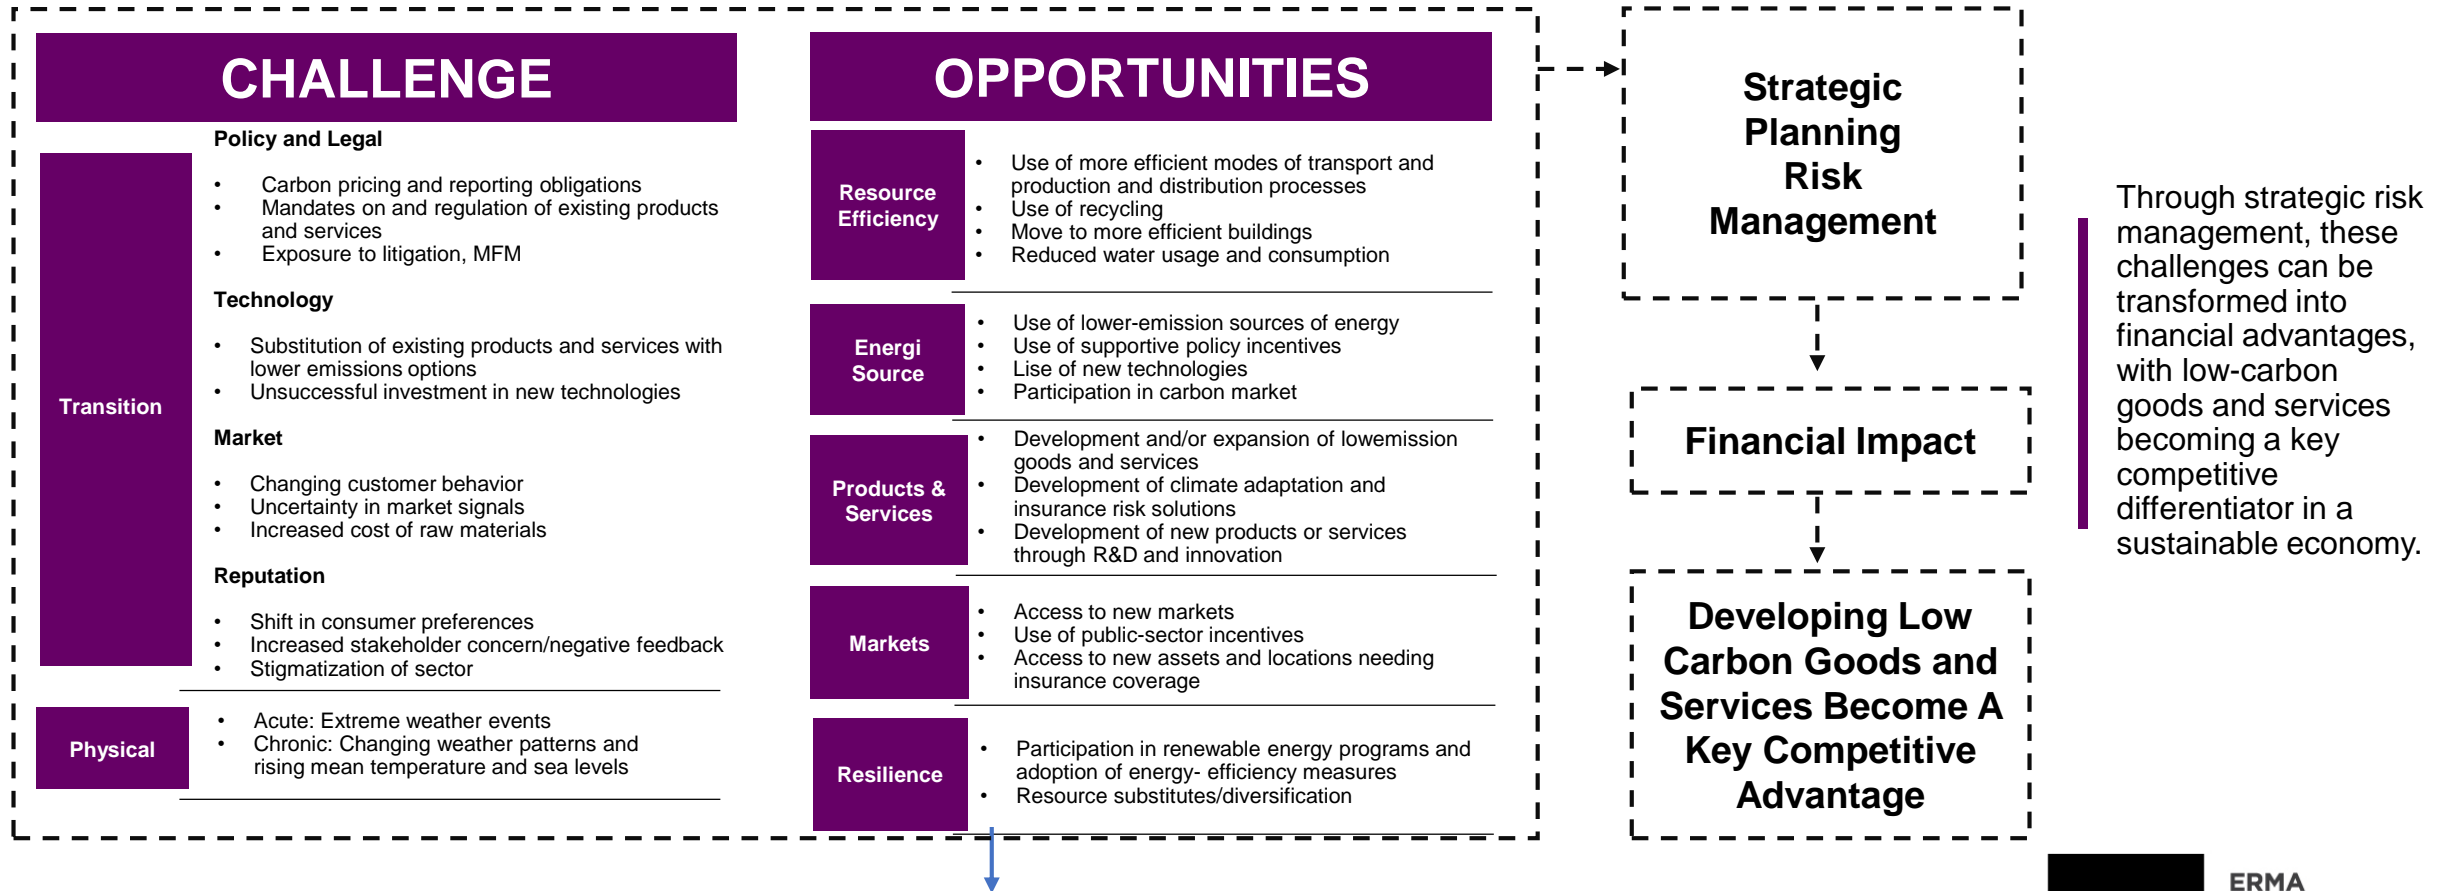 CHALLENGE
Transition
Policy and Legal
• Carbon pricing and reporting obligations
• Mandates on and regulation of existing products
and services
• Exposure to litigation, MFM
Technology
• Substitution of existing products and services with
lower emissions options
• Unsuccessful investment in new technologies
Market
• Changing customer behavior
• Uncertainty in market signals
• Increased cost of raw materials
Reputation
• Shift in consumer preferences
• Increased stakeholder concern/negative feedback
• Stigmatization of sector
Physical
• Acute: Extreme weather events
• Chronic: Changing weather patterns and
rising mean temperature and sea levels
OPPORTUNITIES
Resource
Efficiency
• Use of more efficient modes of transport and
production and distribution processes
• Use of recycling
• Move to more efficient buildings
• Reduced water usage and consumption
Energi
Source
• Use of lower-emission sources of energy
• Use of supportive policy incentives
• Lise of new technologies
• Participation in carbon market
Products &
Services
• Development and/or expansion of lowemission
goods and services
• Development of climate adaptation and
insurance risk solutions
• Development of new products or services
through R&D and innovation
Markets
• Access to new markets
• Use of public-sector incentives
• Access to new assets and locations needing
insurance coverage
Resilience
• Participation in renewable energy programs and
adoption of energy- efficiency measures
• Resource substitutes/diversification
Strategic
Planning
Risk
Management
Financial Impact
Developing Low
Carbon Goods and
Services Become A
Key Competitive
Advantage
Through strategic risk
management, these
challenges can be
transformed into
financial advantages,
with low-carbon
goods and services
becoming a key
competitive
differentiator in a
sustainable economy.
ERMA